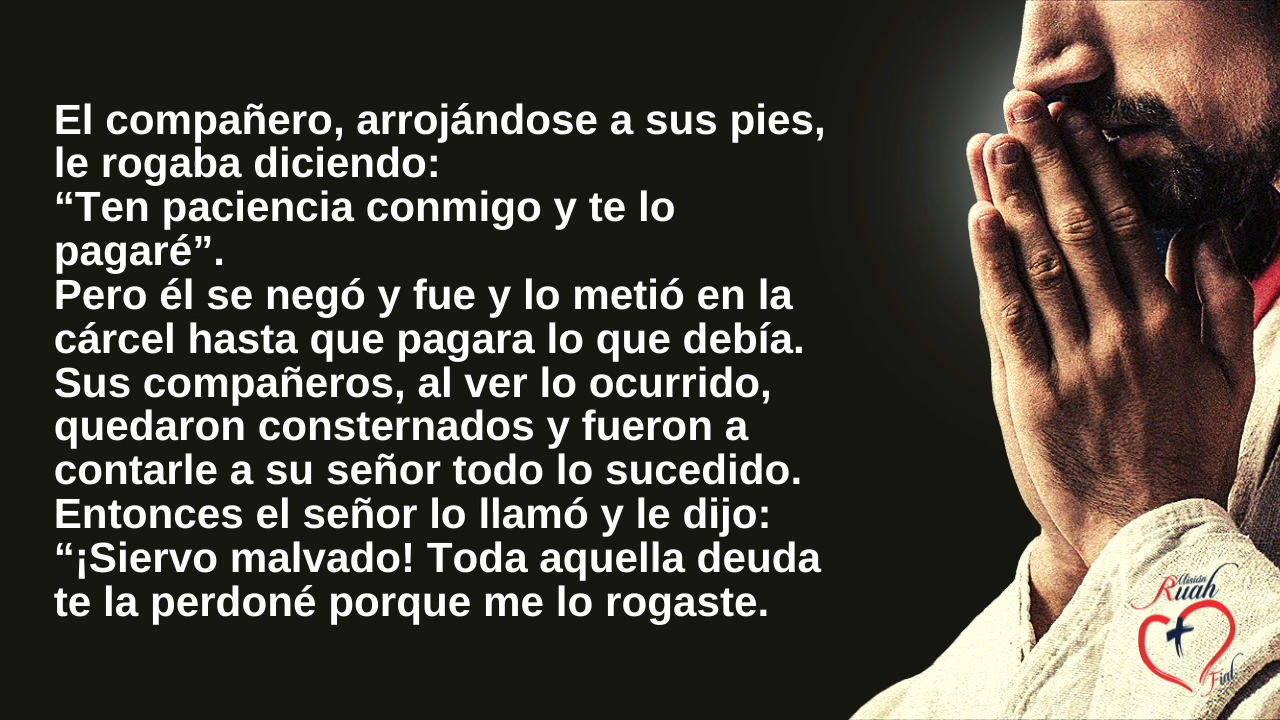 El compañero, arrojándose a sus pies,
le rogaba diciendo:
“Ten paciencia conmigo y te lo
pagaré”.
Pero él se negó y fue y lo metió en la
cárcel hasta que pagara lo que debía.
Sus compañeros, al ver lo ocurrido,
quedaron consternados y fueron a
contarle a su señor todo lo sucedido.
Entonces el señor lo llamó y le dijo:
“¡Siervo malvado! Toda aquella deuda
te la perdoné porque me lo rogaste.
Misión
Ruah
Fiat